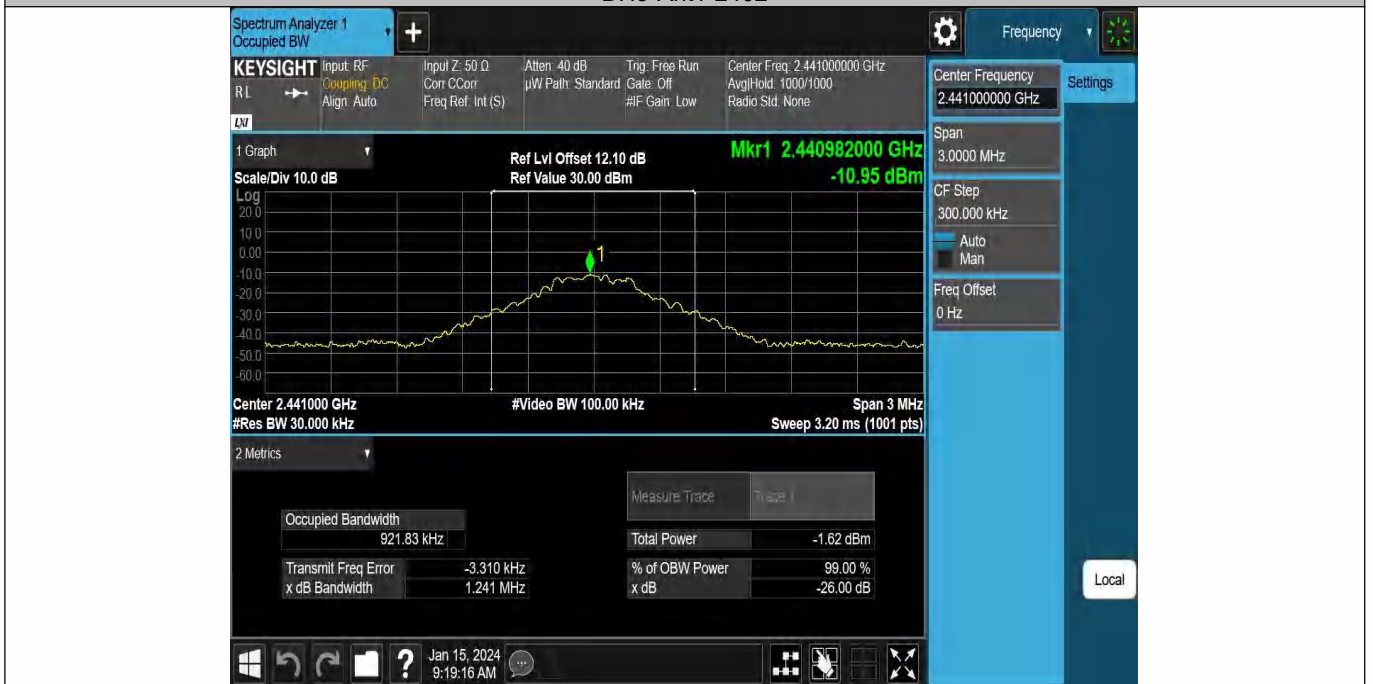 Spectrum Analyzer 1
Occupied BW
+
Frequency
KEYSIGHT
R L
LXI
Input: RF
Coupling: DC
Align: Auto
Input Z: 50 Ω
Corr CCorr
Freq Ref: Int (S)
Atten: 40 dB
µW Path: Standard
Trig: Free Run
Gate: Off
#IF Gain: Low
Center Freq: 2.441000000 GHz
Avg|Hold: 1000/1000
Radio Std: None
Center Frequency
2.441000000 GHz
Settings
Span
3.0000 MHz
CF Step
300.000 kHz
Auto
Man
Freq Offset
0 Hz
Local
1 Graph
Scale/Div 10.0 dB
Ref Lvl Offset 12.10 dB
Ref Value 30.00 dBm
Mkr1 2.440982000 GHz
-10.95 dBm
Log
20.0
10.0
0.00
-10.0
-20.0
-30.0
-40.0
-50.0
-60.0
1
Center 2.441000 GHz
#Video BW 100.00 kHz
Span 3 MHz
#Res BW 30.000 kHz
Sweep 3.20 ms (1001 pts)
2 Metrics
Measure Trace
Trace 1
Occupied Bandwidth
921.83 kHz
Total Power
-1.62 dBm
Transmit Freq Error
-3.310 kHz
% of OBW Power
99.00 %
x dB Bandwidth
1.241 MHz
x dB
-26.00 dB
?
Jan 15, 2024
9:19:16 AM